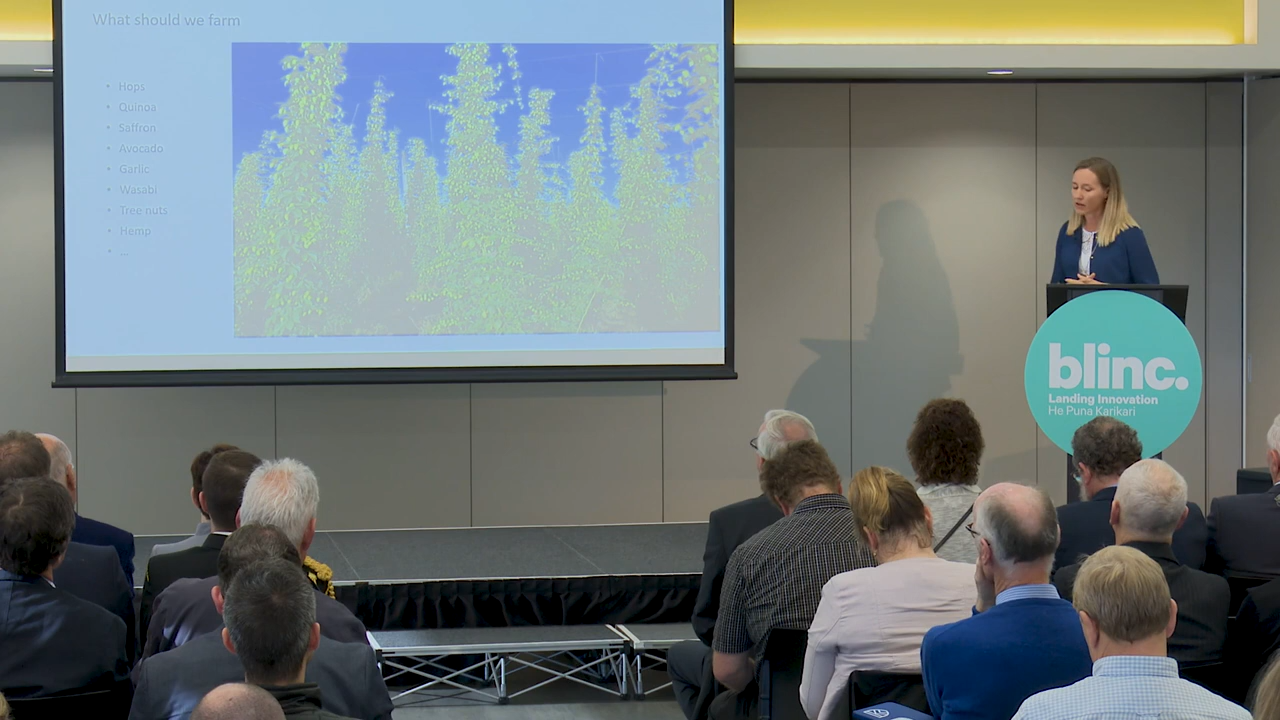 What should we farm
• Hops
• Quinoa
• Saffron
• Avocado
• Garlic
• Wasabi
• Tree nuts
• Hemp
• ...
blinc.
Landing Innovation
He Puna Karikari